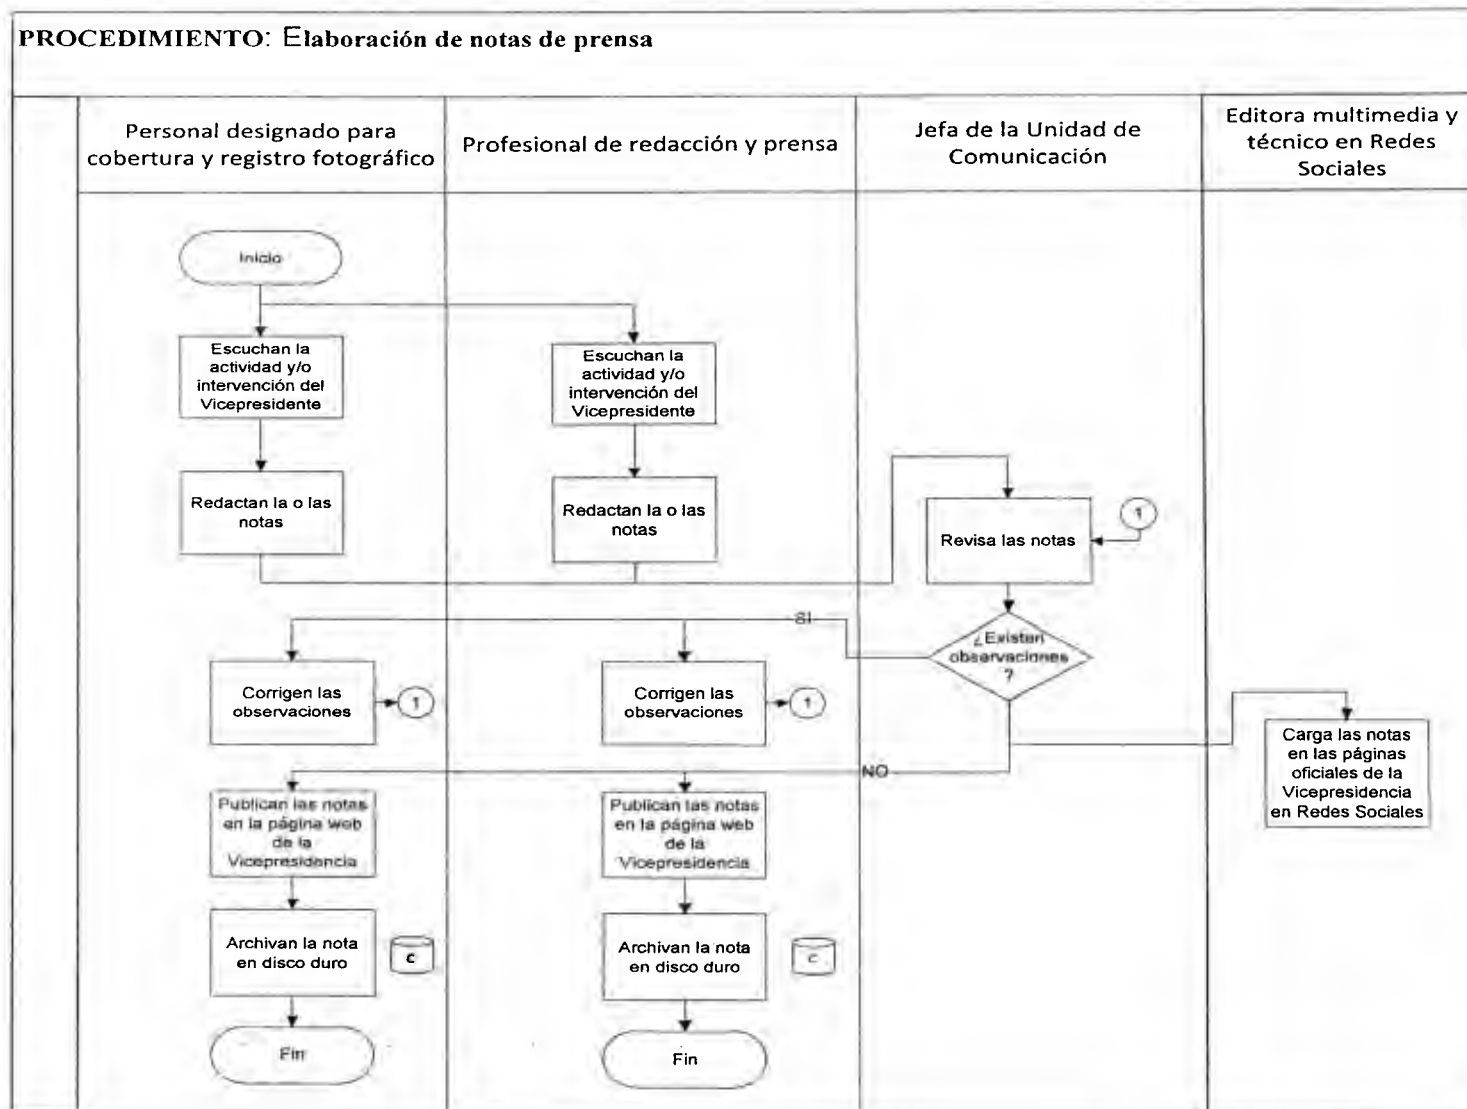 PROCEDIMIENTO: Elaboración de notas de prensa
Personal designado para
cobertura y registro fotográfico
Profesional de redacción y prensa
Jefa de la Unidad de
Comunicación
Editora multimedia y
técnico en Redes
Sociales
Inicio
Escuchan la
actividad y/o
intervención del
Vicepresidente
Escuchan la
actividad y/o
intervención del
Vicepresidente
Redactan la o las
notas
Redactan la o las
notas
Revisa las notas
1
¿Existen
observaciones
?
SI
Corrigen las
observaciones
1
Corrigen las
observaciones
1
NO
Carga las notas
en las páginas
oficiales de la
Vicepresidencia
en Redes Sociales
Publican las notas
en la página web
de la
Vicepresidencia
Publican las notas
en la página web
de la
Vicepresidencia
Archivan la nota
en disco duro
c
Archivan la nota
en disco duro
c
Fin
Fin